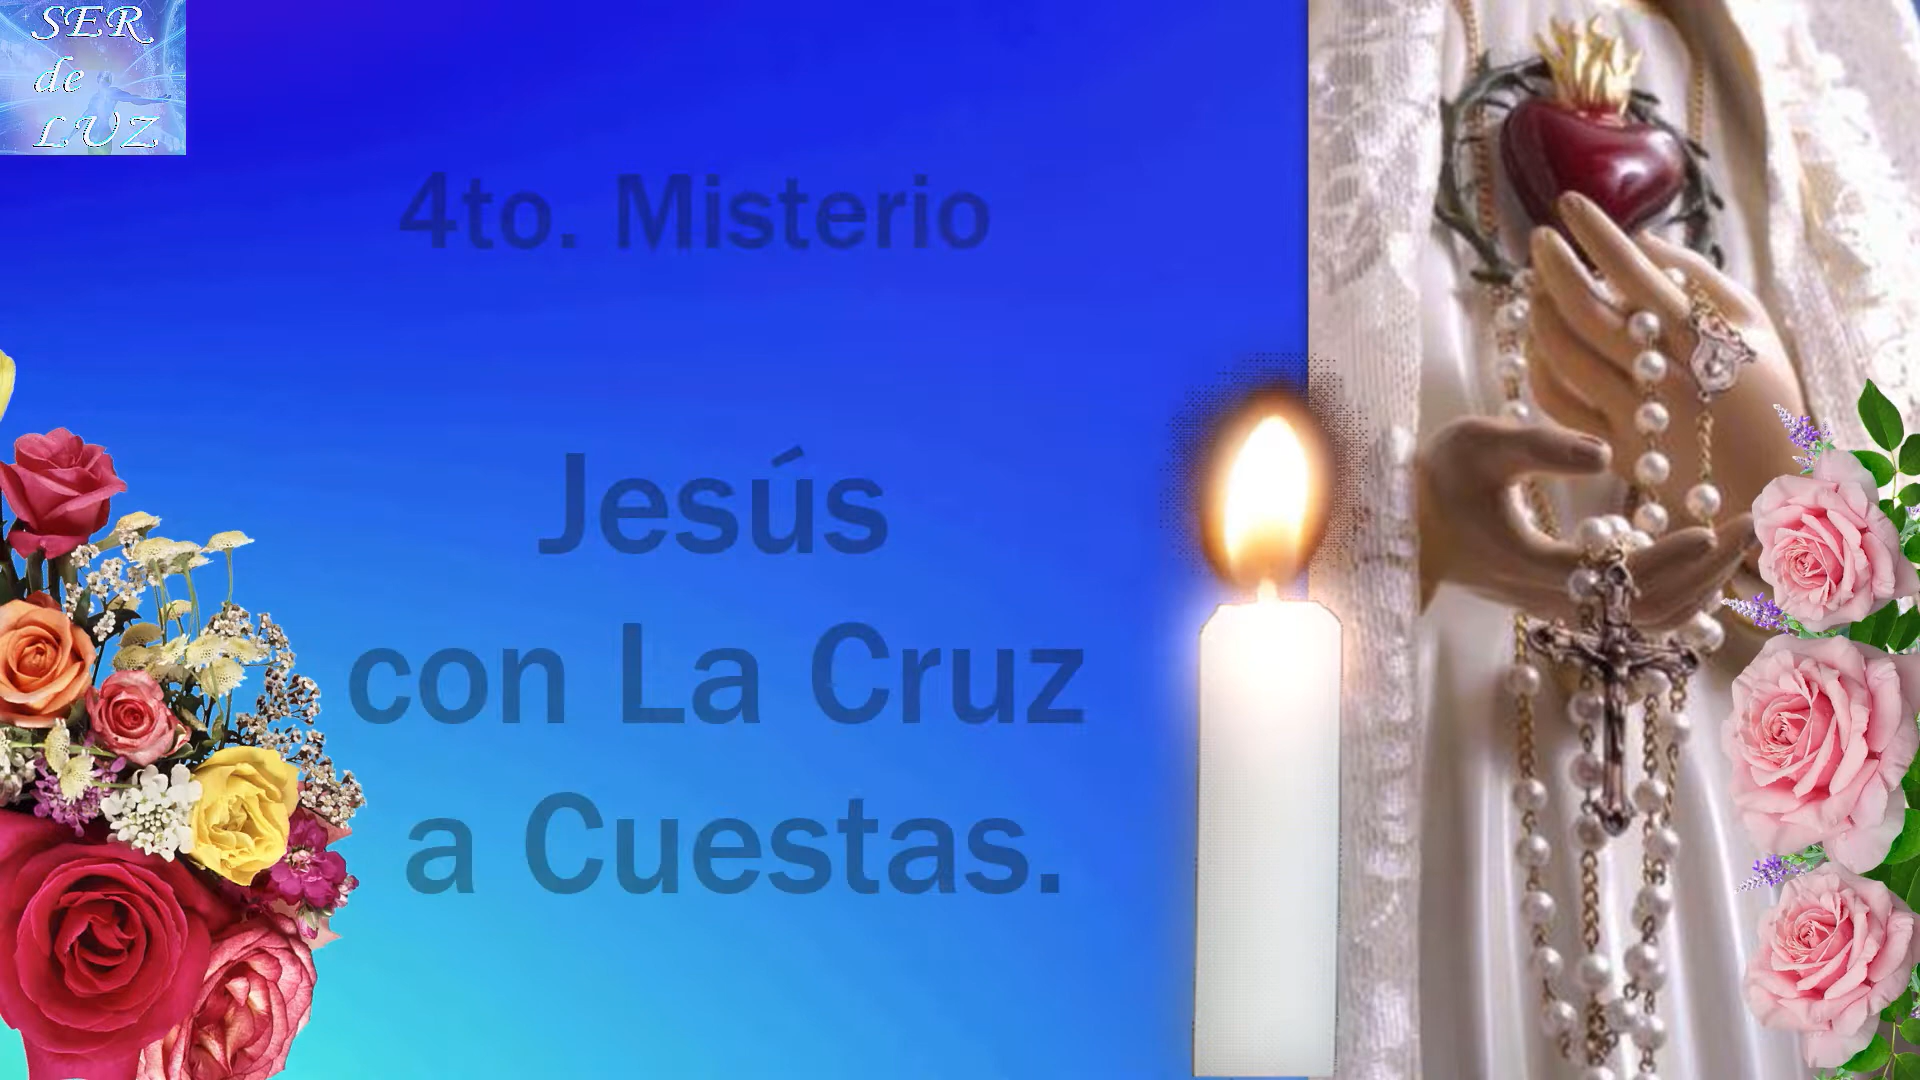 SER
de
LUZ
4to. Misterio
Jesús
con La Cruz
a Cuestas.